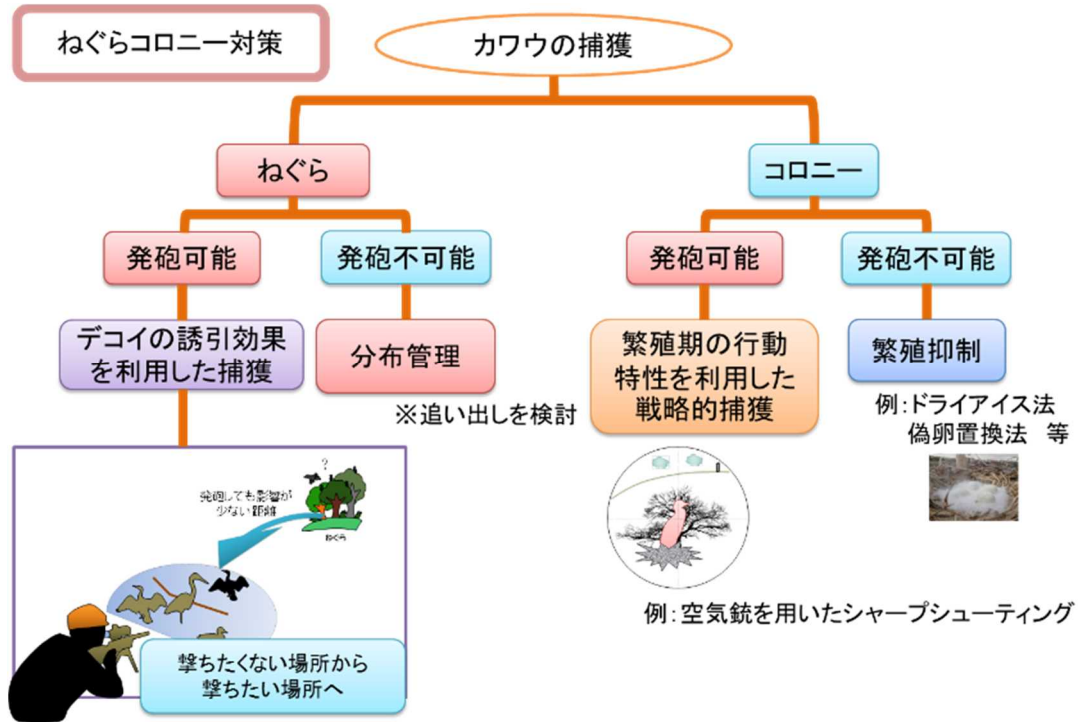 ねぐらコロニー対策
カワウの捕獲
ねぐら
コロニー
発砲可能
発砲不可能
発砲可能
発砲不可能
デコイの誘引効果
を利用した捕獲
分布管理
※追い出しを検討
繁殖期の行動
特性を利用した
戦略的捕獲
繁殖抑制
例：ドライアイス法
偽卵置換法　等
?
発砲しても影響が
少ない距離
ねぐら
撃ちたくない場所から
撃ちたい場所へ
例：空気銃を用いたシャープシューティング